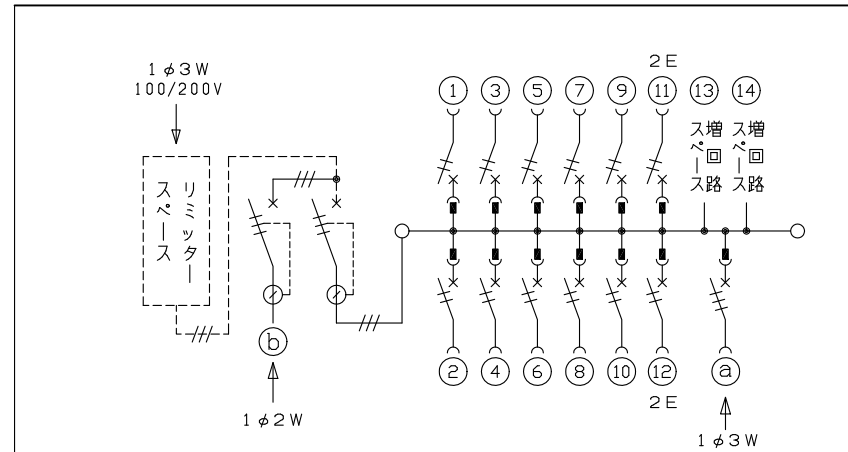 1φ3W
100/200V
リミッター
スペース
ⓑ
1φ2W
2E
① ③ ⑤ ⑦ ⑨ ⑪ ⑬ ⑭
増回路
スペース
増回路
スペース
② ④ ⑥ ⑧ ⑩ ⑫ ⓐ
2E
1φ3W